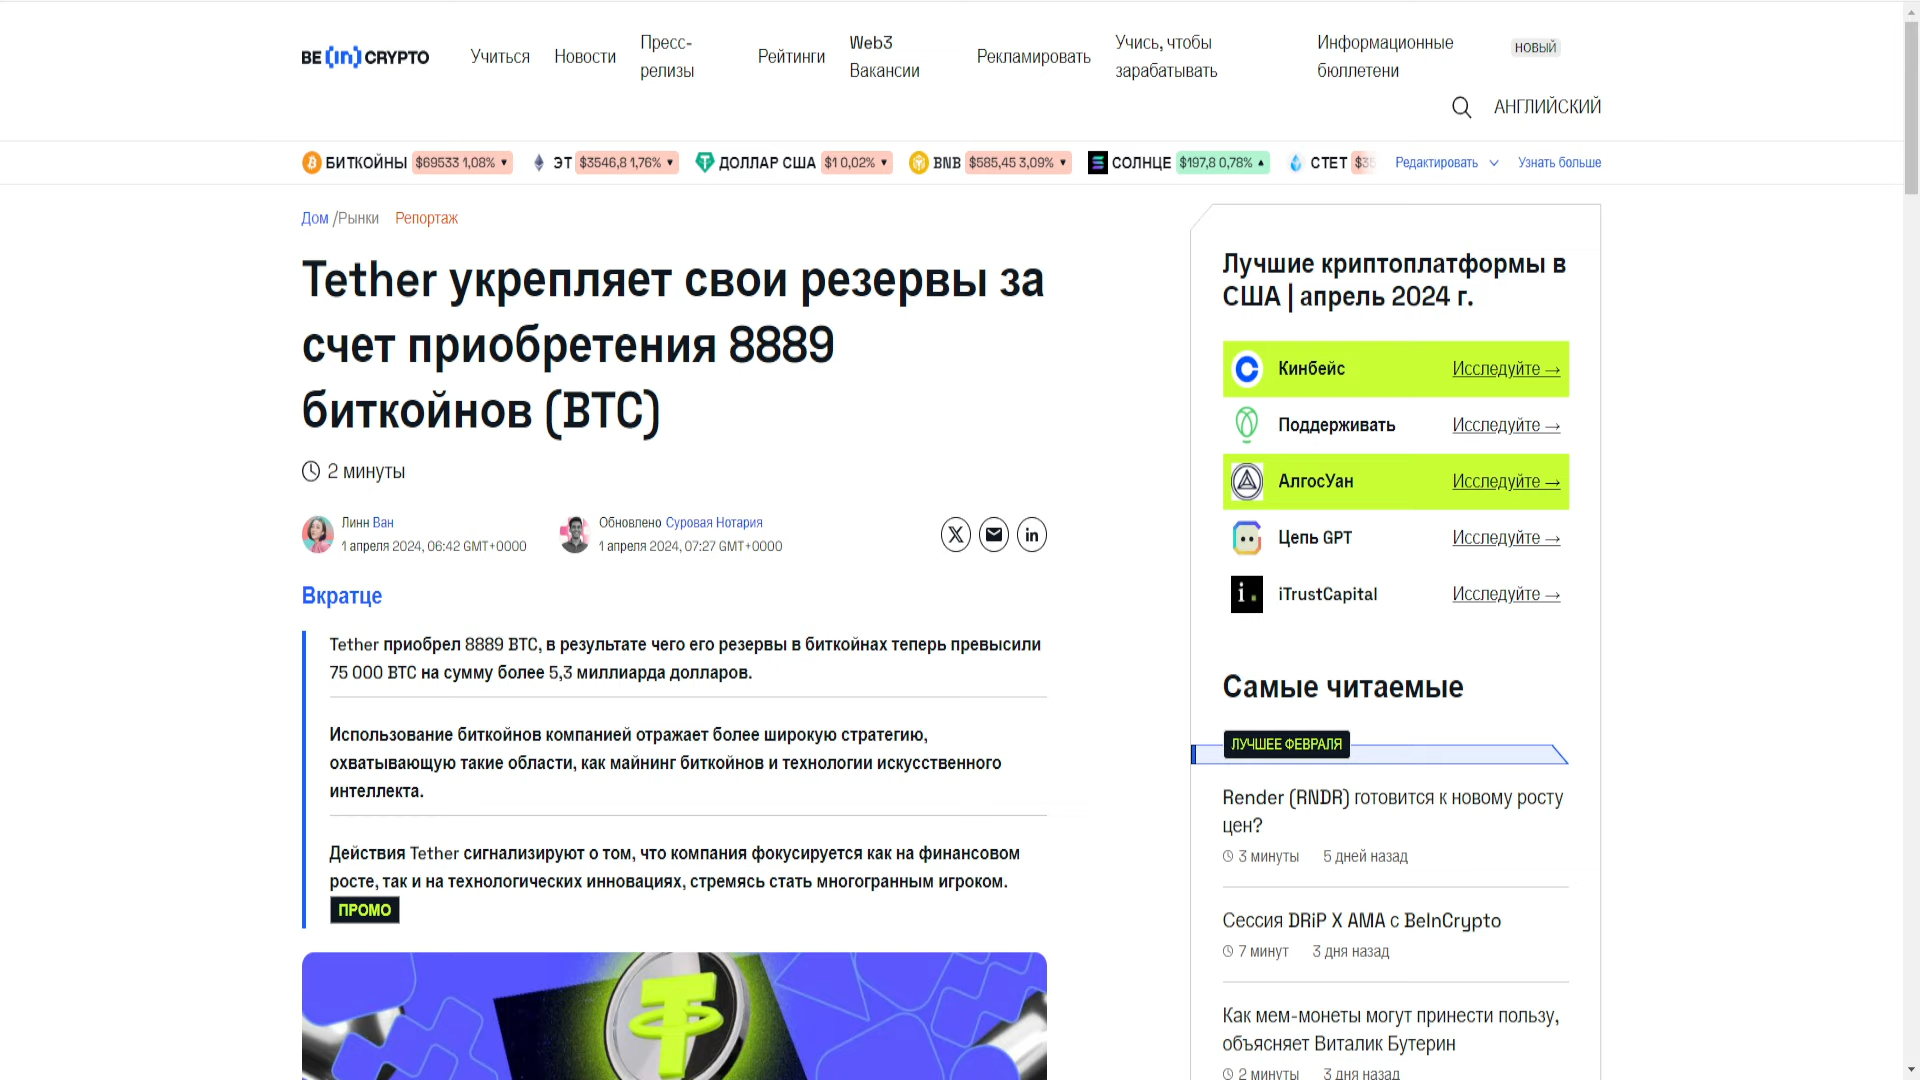 BE [in] CRYPTO
Учиться
Новости
Пресс-
релизы
Рейтинги
Web3
Вакансии
Рекламировать
Учись, чтобы
зарабатывать
Информационные
бюллетени
НОВЫЙ
АНГЛИЙСКИЙ
БИТКОЙНЫ $69533 1,08% ▼
ЭТ $3546,8 1,76% ▼
ДОЛЛАР США $1 0,02% ▼
BNB $585,45 3,09% ▼
СОЛНЦЕ $197,8 0,78% ▲
СТЕТ $35
Редактировать
Узнать больше
Дом /Рынки Репортаж
Tether укрепляет свои резервы за
счет приобретения 8889
биткойнов (BTC)
2 минуты
Линн Ван
1 апреля 2024, 06:42 GMT+0000
Обновлено Суровая Нотария
1 апреля 2024, 07:27 GMT+0000
Вкратце
Tether приобрел 8889 BTC, в результате чего его резервы в биткойнах теперь превысили
75 000 BTC на сумму более 5,3 миллиарда долларов.
Использование биткойнов компанией отражает более широкую стратегию,
охватывающую такие области, как майнинг биткойнов и технологии искусственного
интеллекта.
Действия Tether сигнализируют о том, что компания фокусируется как на финансовом
росте, так и на технологических инновациях, стремясь стать многогранным игроком.
ПРОМО
Лучшие криптоплатформы в
США | апрель 2024 г.
Кинбейс Исследуйте →
Поддерживать Исследуйте →
АлгосУан Исследуйте →
Цепь GPT Исследуйте →
iTrustCapital Исследуйте →
Самые читаемые
ЛУЧШЕЕ ФЕВРАЛЯ
Render (RNDR) готовится к новому росту
цен?
3 минуты 5 дней назад
Сессия DRiP X AMA с BeInCrypto
7 минут 3 дня назад
Как мем-монеты могут принести пользу,
объясняет Виталик Бутерин
2 минуты 3 дня назад